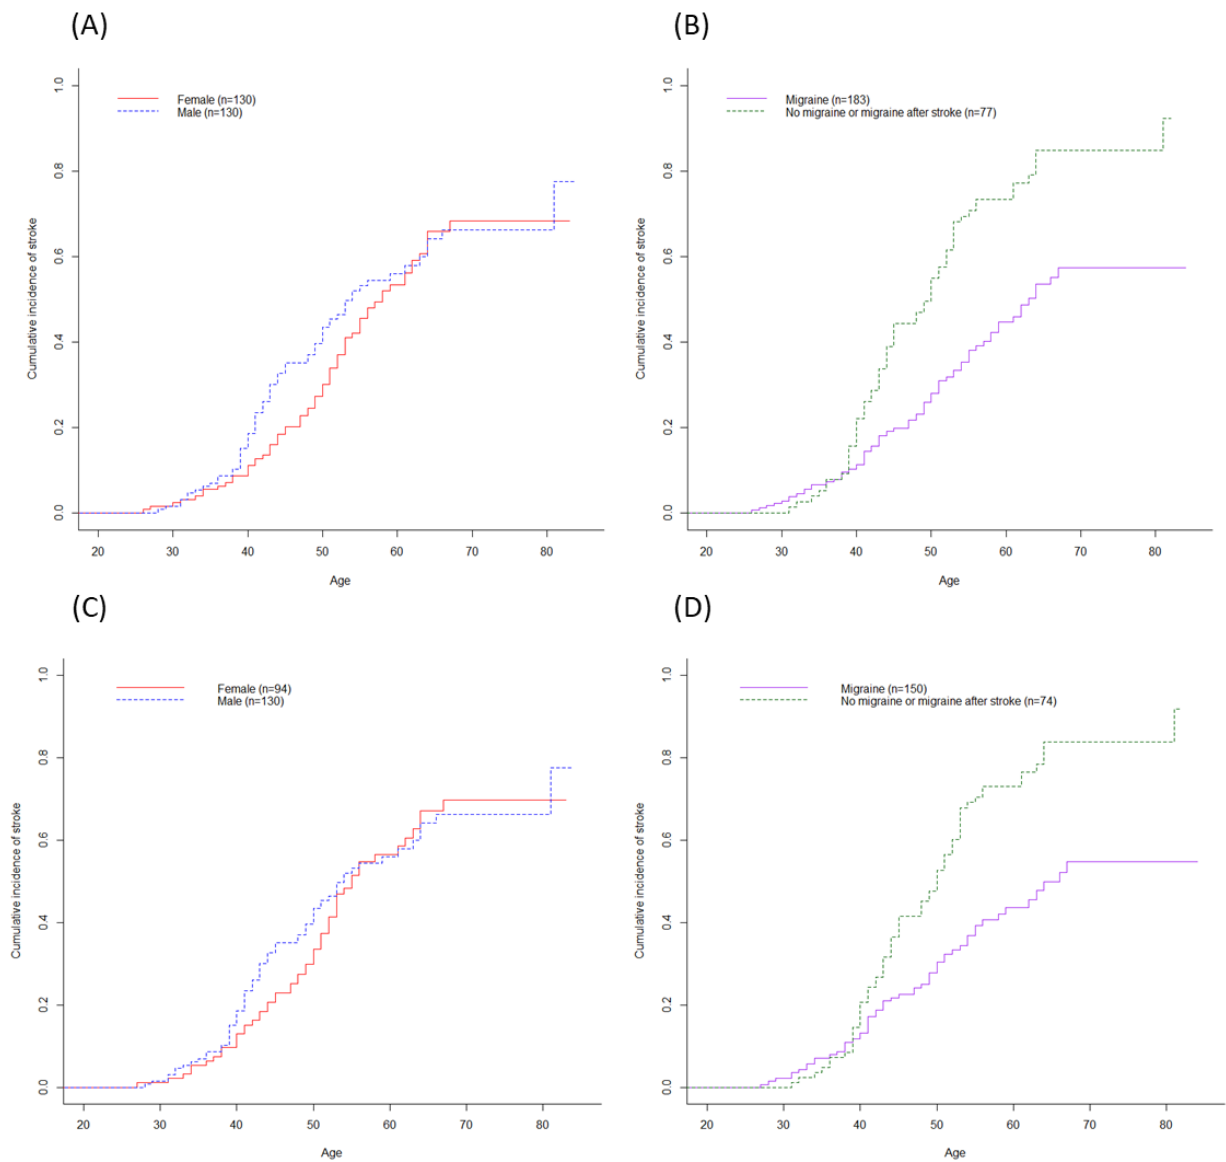 (A)
1.0
0.8
0.6
0.4
0.2
0.0
Cumulative incidence of stroke
Female (n=130)
Male (n=130)
20 30 40 50 60 70 80
Age
(B)
1.0
0.8
0.6
0.4
0.2
0.0
Cumulative incidence of stroke
Migraine (n=183)
No migraine or migraine after stroke (n=77)
20 30 40 50 60 70 80
Age
(C)
1.0
0.8
0.6
0.4
0.2
0.0
Cumulative incidence of stroke
Female (n=94)
Male (n=130)
20 30 40 50 60 70 80
Age
(D)
1.0
0.8
0.6
0.4
0.2
0.0
Cumulative incidence of stroke
Migraine (n=150)
No migraine or migraine after stroke (n=74)
20 30 40 50 60 70 80
Age